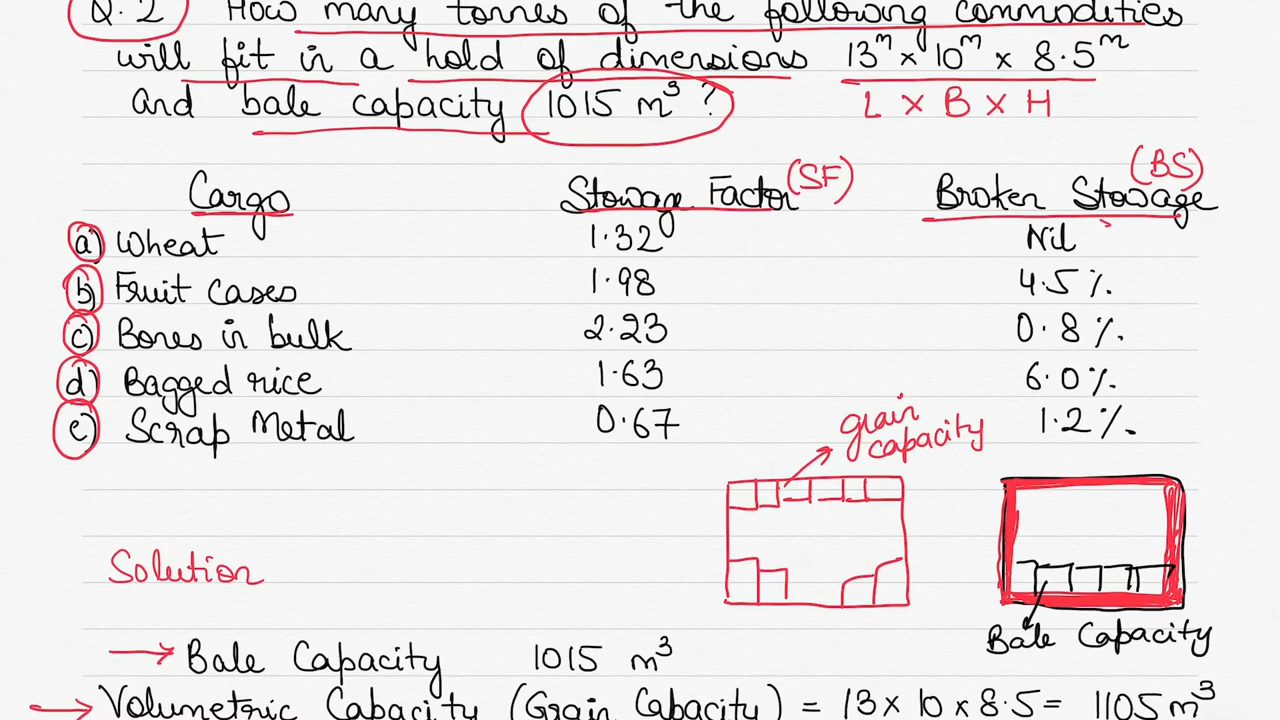 Q.2 How many tonnes of the following commodities
will fit in a hold of dimensions 13ᵐ × 10ᵐ × 8.5ᵐ
and bale capacity 1015 m³ ? L × B × H
Cargo Stowage Factor (SF) Broken Stowage (BS)
a) Wheat 1.32 Nil
b) Fruit cases 1.98 4.5 %.
c) Bones in bulk 2.23 0.8 %.
d) Bagged rice 1.63 6.0 %.
e) Scrap Metal 0.67 1.2 %.
grain
capacity
Solution
Bale Capacity
→ Bale Capacity 1015 m³
→ Volumetric Capacity (Grain Capacity) = 13 × 10 × 8.5 = 1105 m³